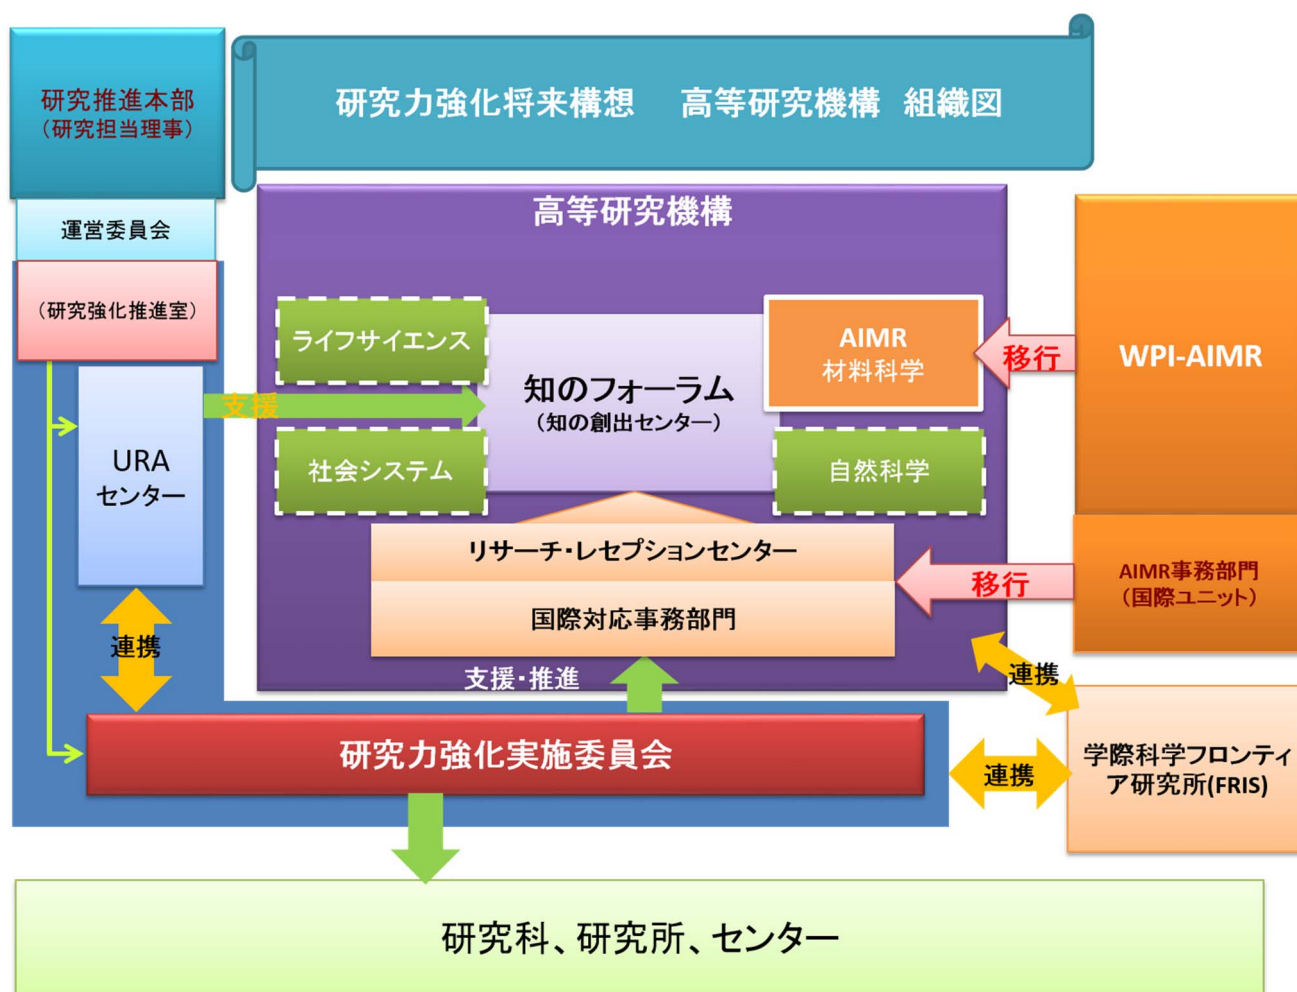 研究推進本部
（研究担当理事）
研究力強化将来構想　高等研究機構　組織図
運営委員会
（研究強化推進室）
高等研究機構
ライフサイエンス
知のフォーラム
（知の創出センター）
AIMR
材料科学
移行
WPI-AIMR
支援
URA
センター
社会システム
自然科学
リサーチ・レセプションセンター
国際対応事務部門
移行
AIMR事務部門
（国際ユニット）
連携
支援・推進
連携
研究力強化実施委員会
連携
学際科学フロンティ
ア研究所(FRIS)
研究科、研究所、センター